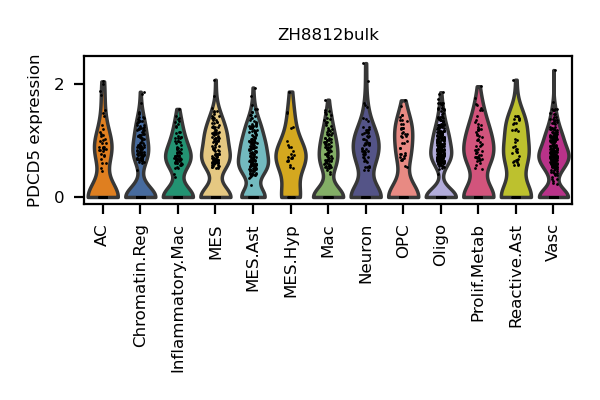 ZH8812bulk
PDCD5 expression
2
0
AC
Chromatin.Reg
Inflammatory.Mac
MES
MES.Ast
MES.Hyp
Mac
Neuron
OPC
Oligo
Prolif.Metab
Reactive.Ast
Vasc